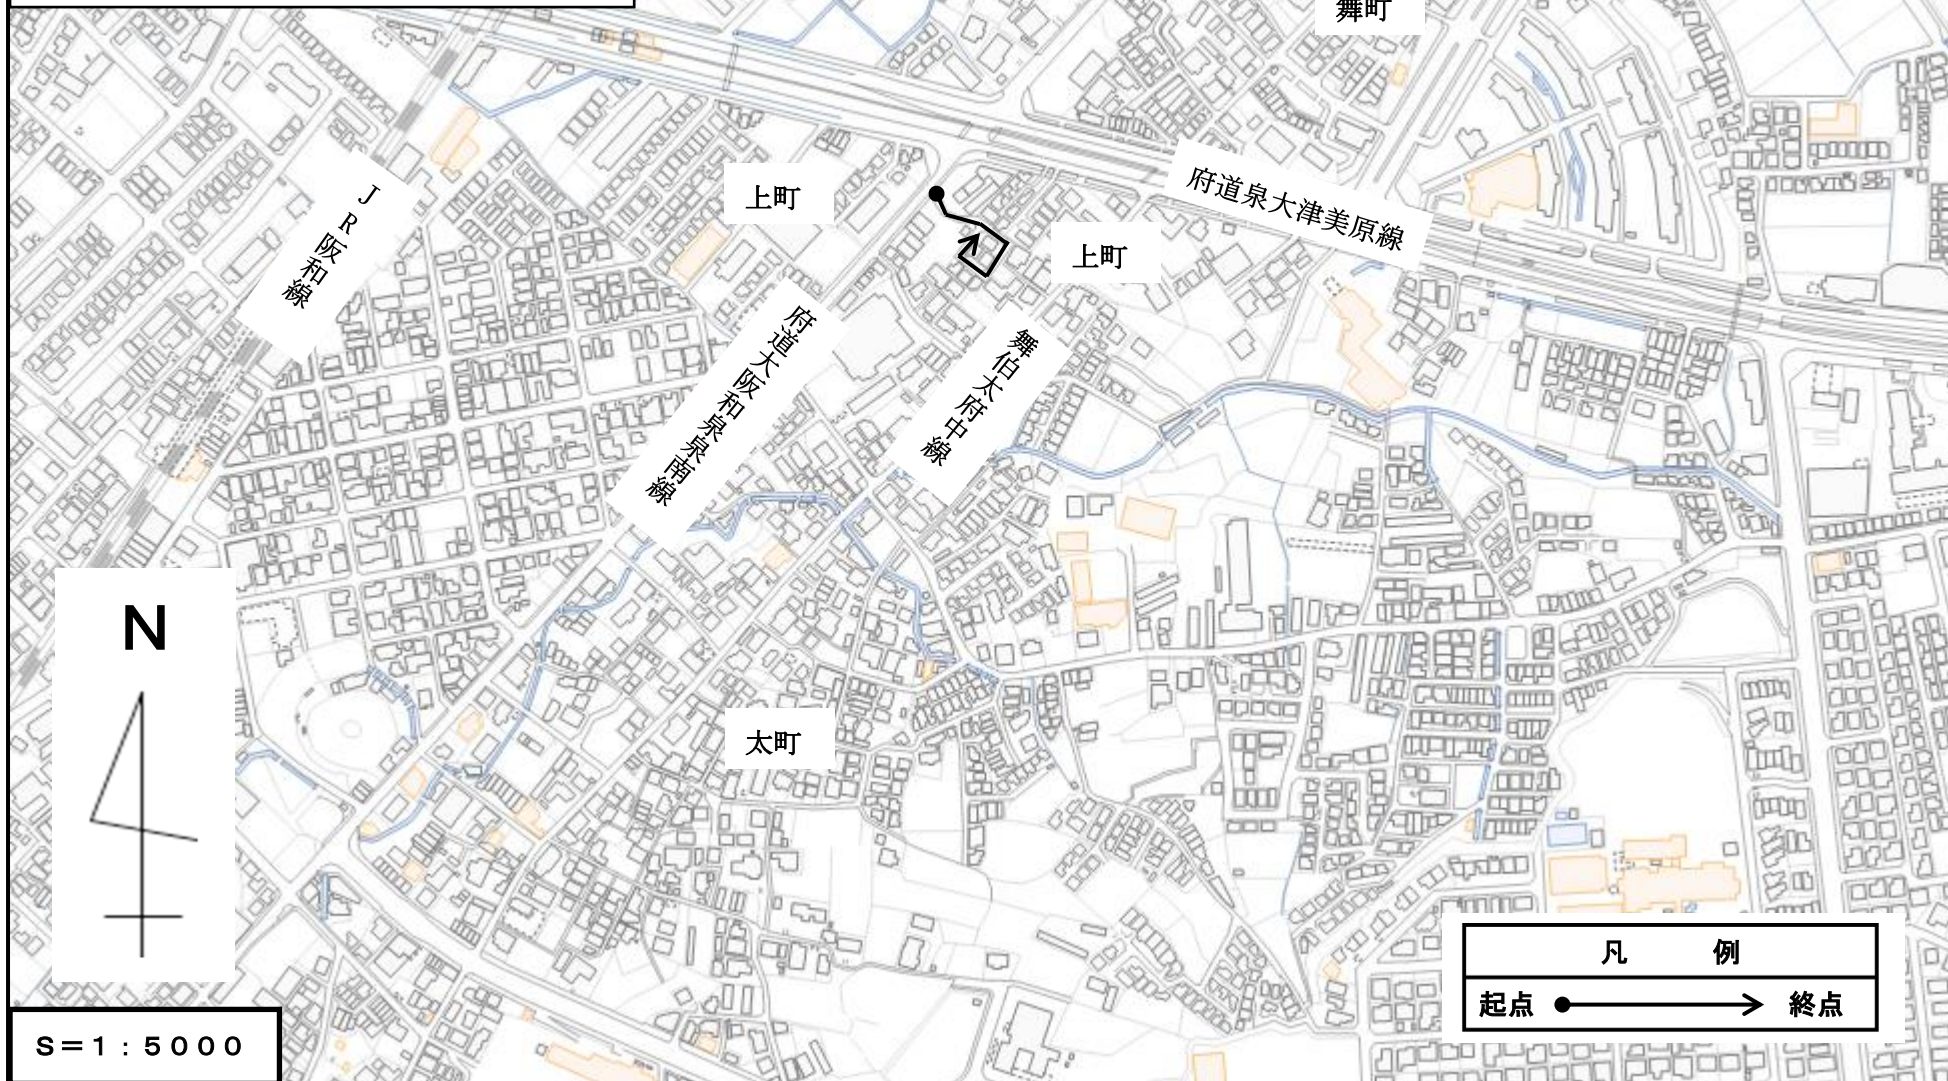 舞町
上町
府道泉大津美原線
JR阪和線
上町
府道大阪和泉泉南線
舞伯太府中線
N
太町
凡　例
起点　終点
S＝1：5000